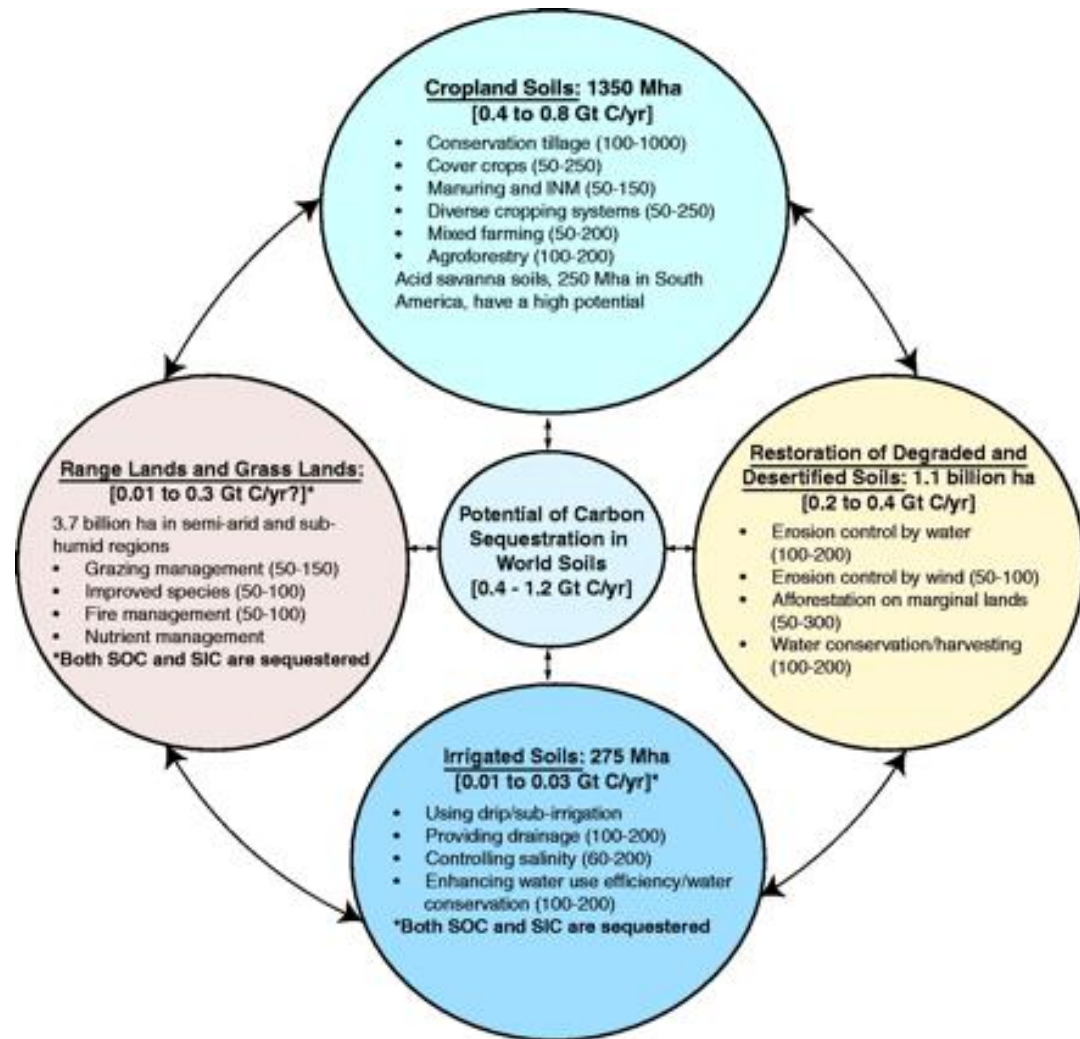 Cropland Soils: 1350 Mha
[0.4 to 0.8 Gt C/yr]
• Conservation tillage (100-1000)
• Cover crops (50-250)
• Manuring and INM (50-150)
• Diverse cropping systems (50-250)
• Mixed farming (50-200)
• Agroforestry (100-200)
Acid savanna soils, 250 Mha in South
America, have a high potential
Range Lands and Grass Lands:
[0.01 to 0.3 Gt C/yr?]*
3.7 billion ha in semi-arid and sub-
humid regions
• Grazing management (50-150)
• Improved species (50-100)
• Fire management (50-100)
• Nutrient management
*Both SOC and SIC are sequestered
Potential of Carbon
Sequestration in
World Soils
[0.4 - 1.2 Gt C/yr]
Restoration of Degraded and
Desertified Soils: 1.1 billion ha
[0.2 to 0.4 Gt C/yr]
• Erosion control by water
(100-200)
• Erosion control by wind (50-100)
• Afforestation on marginal lands
(50-300)
• Water conservation/harvesting
(100-200)
Irrigated Soils: 275 Mha
[0.01 to 0.03 Gt C/yr]*
• Using drip/sub-irrigation
• Providing drainage (100-200)
• Controlling salinity (60-200)
• Enhancing water use efficiency/water
conservation (100-200)
*Both SOC and SIC are sequestered